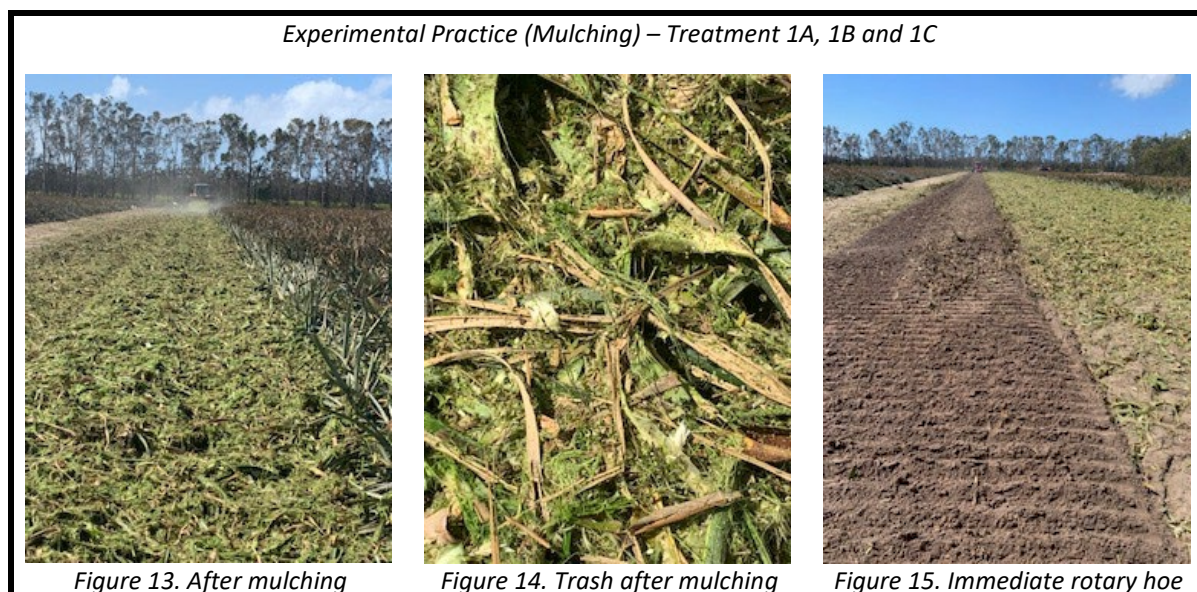 Experimental Practice (Mulching) – Treatment 1A, 1B and 1C
Figure 13. After mulching
Figure 14. Trash after mulching
Figure 15. Immediate rotary hoe